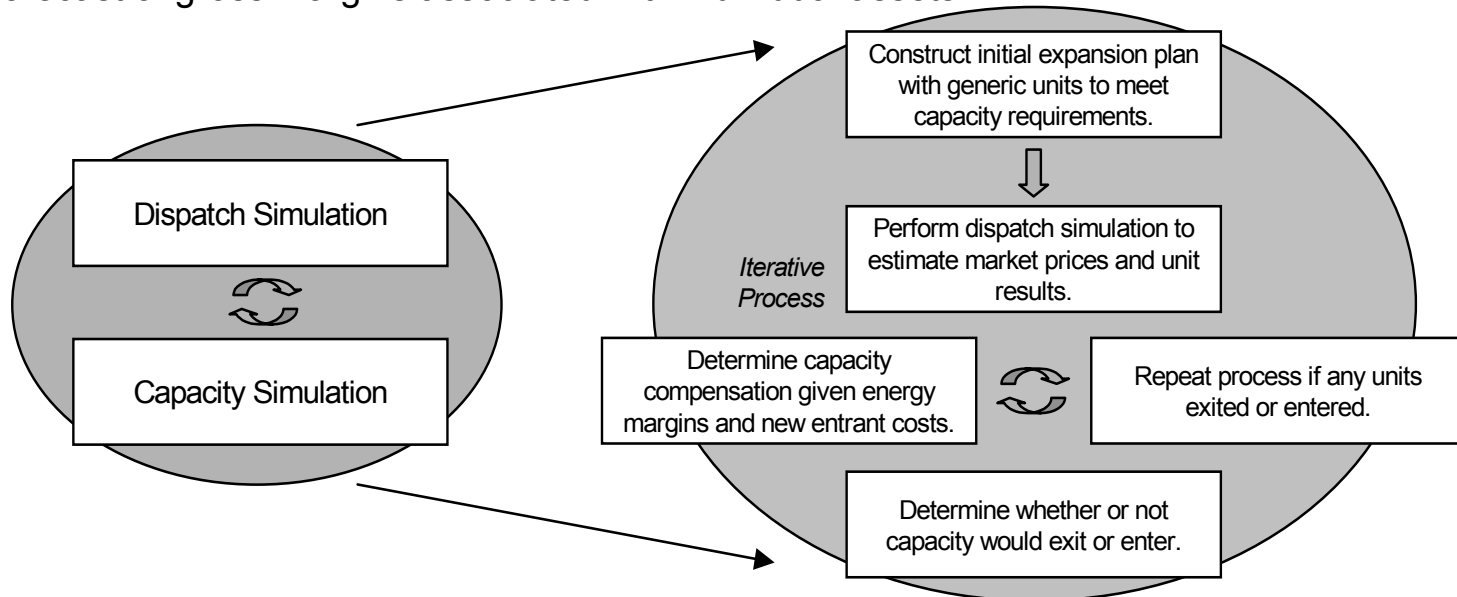 Construct initial expansion plan
with generic units to meet
capacity requirements.
Dispatch Simulation
Perform dispatch simulation to
estimate market prices and unit
results.
Iterative
Process
Capacity Simulation
Determine capacity
compensation given energy
margins and new entrant costs.
Repeat process if any units
exited or entered.
Determine whether or not
capacity would exit or enter.